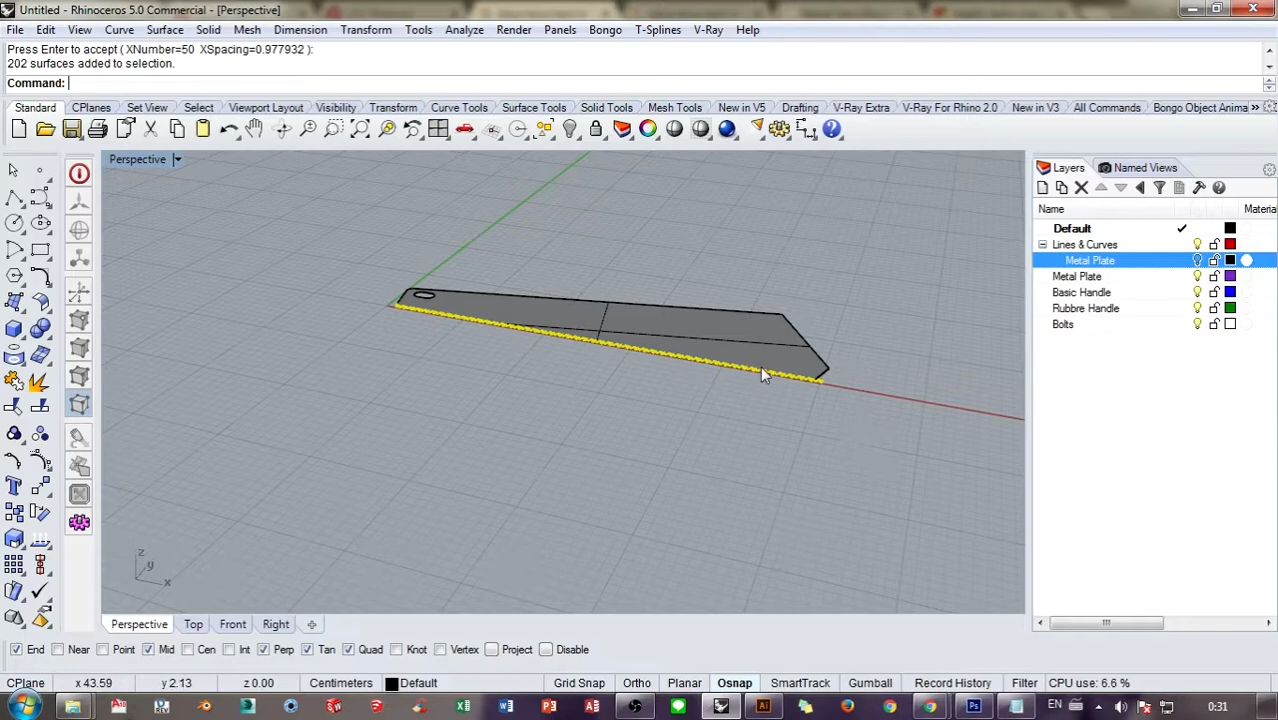 Untitled - Rhinoceros 5.0 Commercial - [Perspective]
File Edit View Curve Surface Solid Mesh Dimension Transform Tools Analyze Render Panels Bongo T-Splines V-Ray Help
Press Enter to accept ( XNumber=50 XSpacing=0.977932 ):
202 surfaces added to selection.
Command:
Standard CPlanes Set View Select Viewport Layout Visibility Transform Curve Tools Surface Tools Solid Tools Mesh Tools New in V5 Drafting V-Ray Extra V-Ray For Rhino 2.0 New in V3 All Commands Bongo Object Anima
Perspective
Layers Named Views
Name Material
Default
Lines & Curves
Metal Plate
Metal Plate
Basic Handle
Rubbre Handle
Bolts
z
y
x
Perspective Top Front Right
End Near Point Mid Cen Int Perp Tan Quad Knot Vertex Project Disable
CPlane x 43.59 y 2.13 z 0.00 Centimeters Default Grid Snap Ortho Planar Osnap SmartTrack Gumball Record History Filter CPU use: 6.6 %
EN 0:31